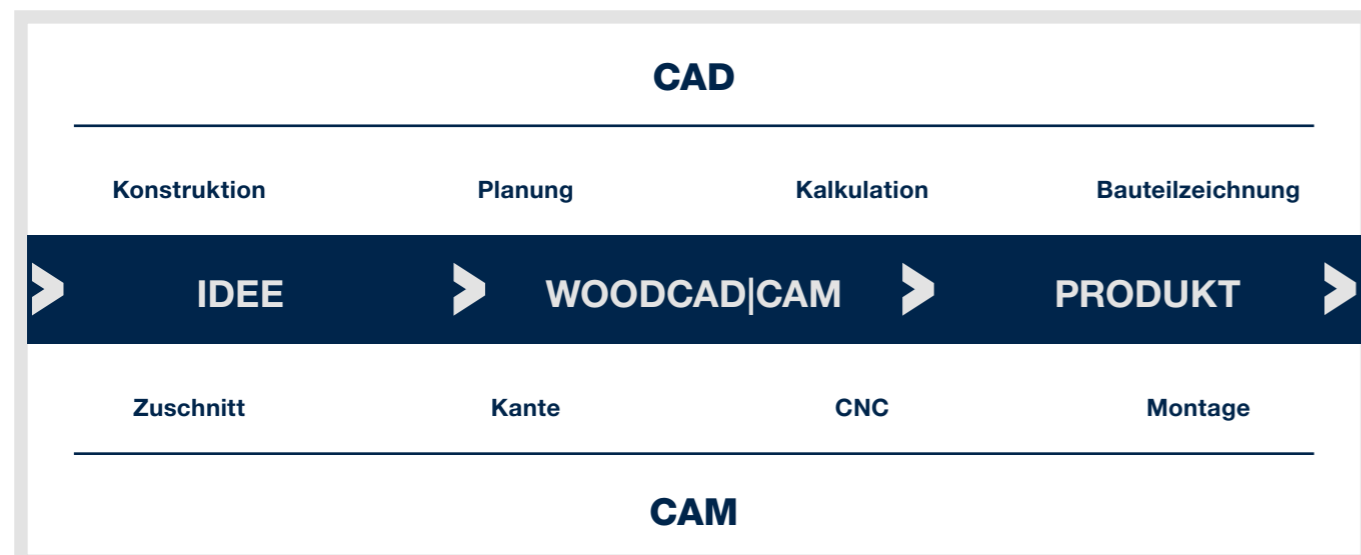 CAD
Konstruktion Planung Kalkulation Bauteilzeichnung
IDEE WOODCAD|CAM PRODUKT
Zuschnitt Kante CNC Montage
CAM